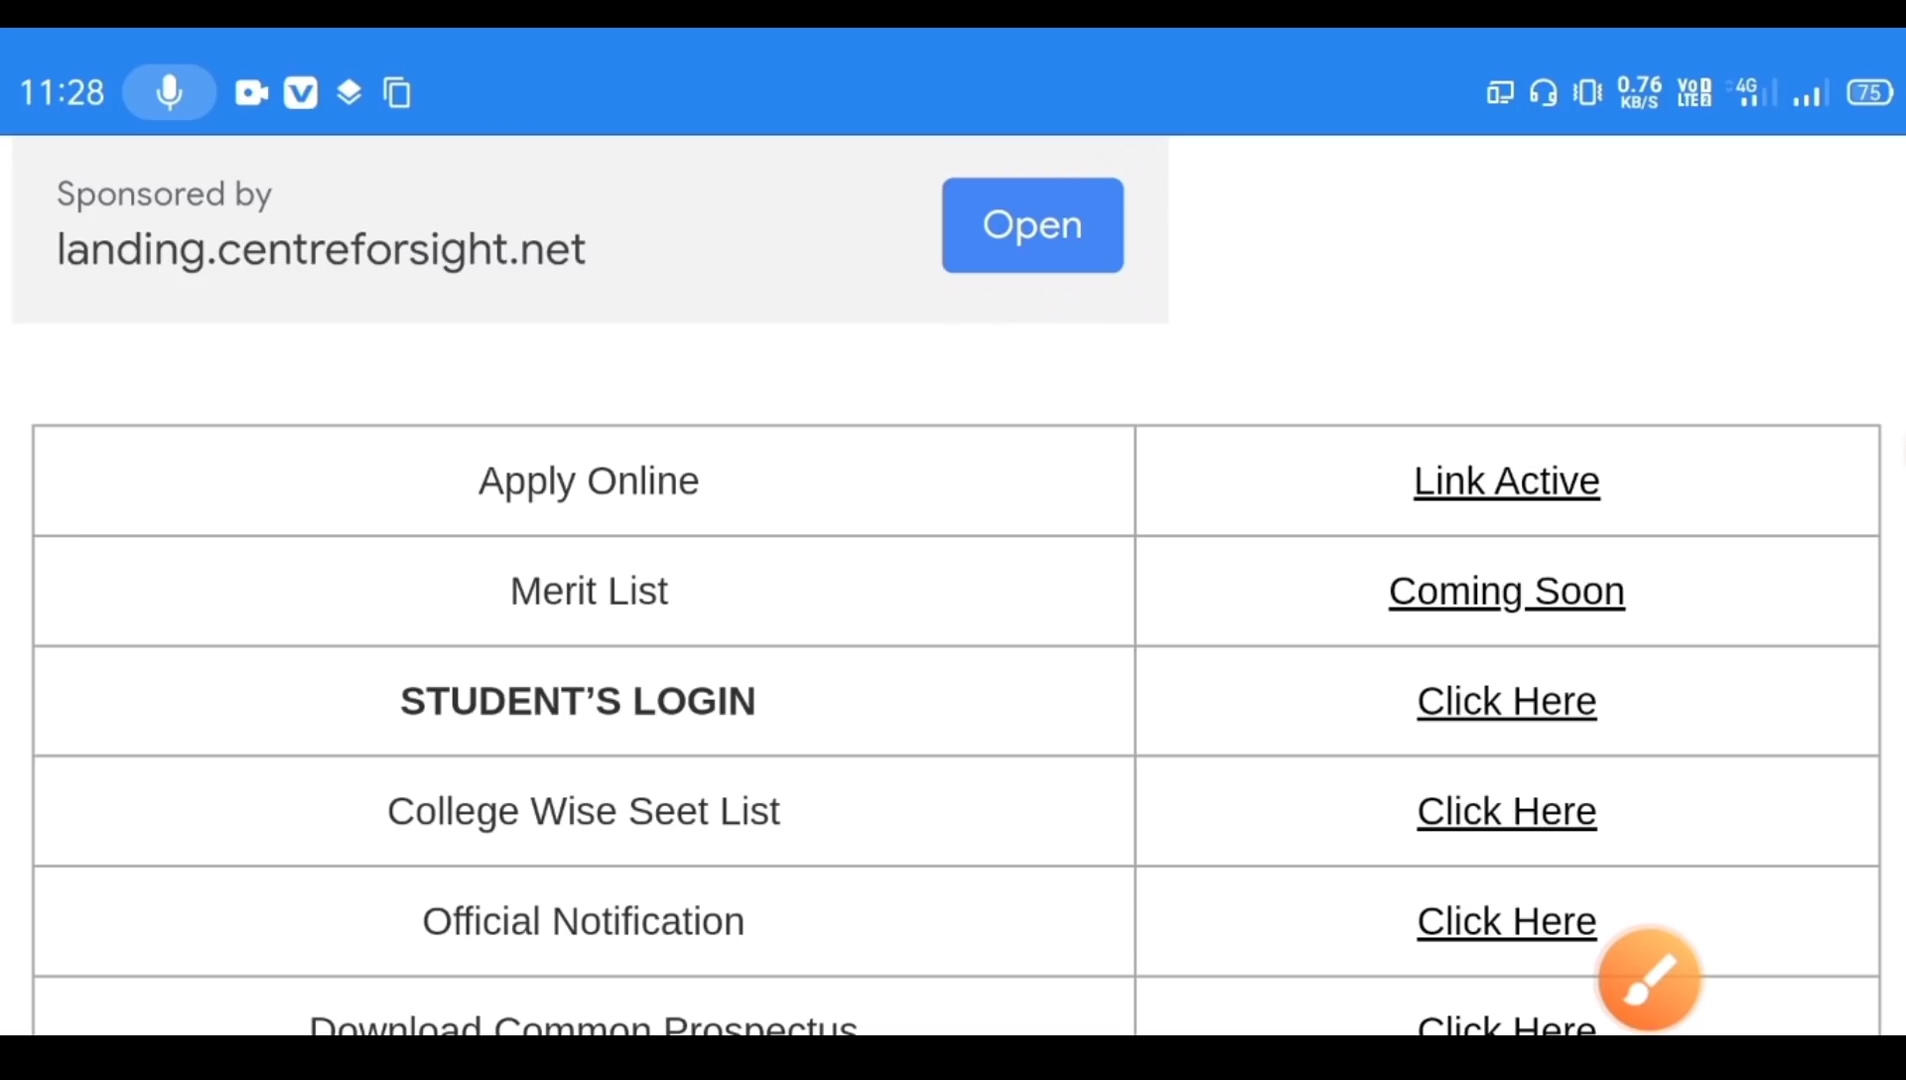 11:28
0.76
KB/S
VoD
LTE 2
4G
75
Sponsored by
landing.centreforsight.net
Open
Apply Online
Link Active
Merit List
Coming Soon
STUDENT’S LOGIN
Click Here
College Wise Seet List
Click Here
Official Notification
Click Here
Download Common Prospectus
Click Here